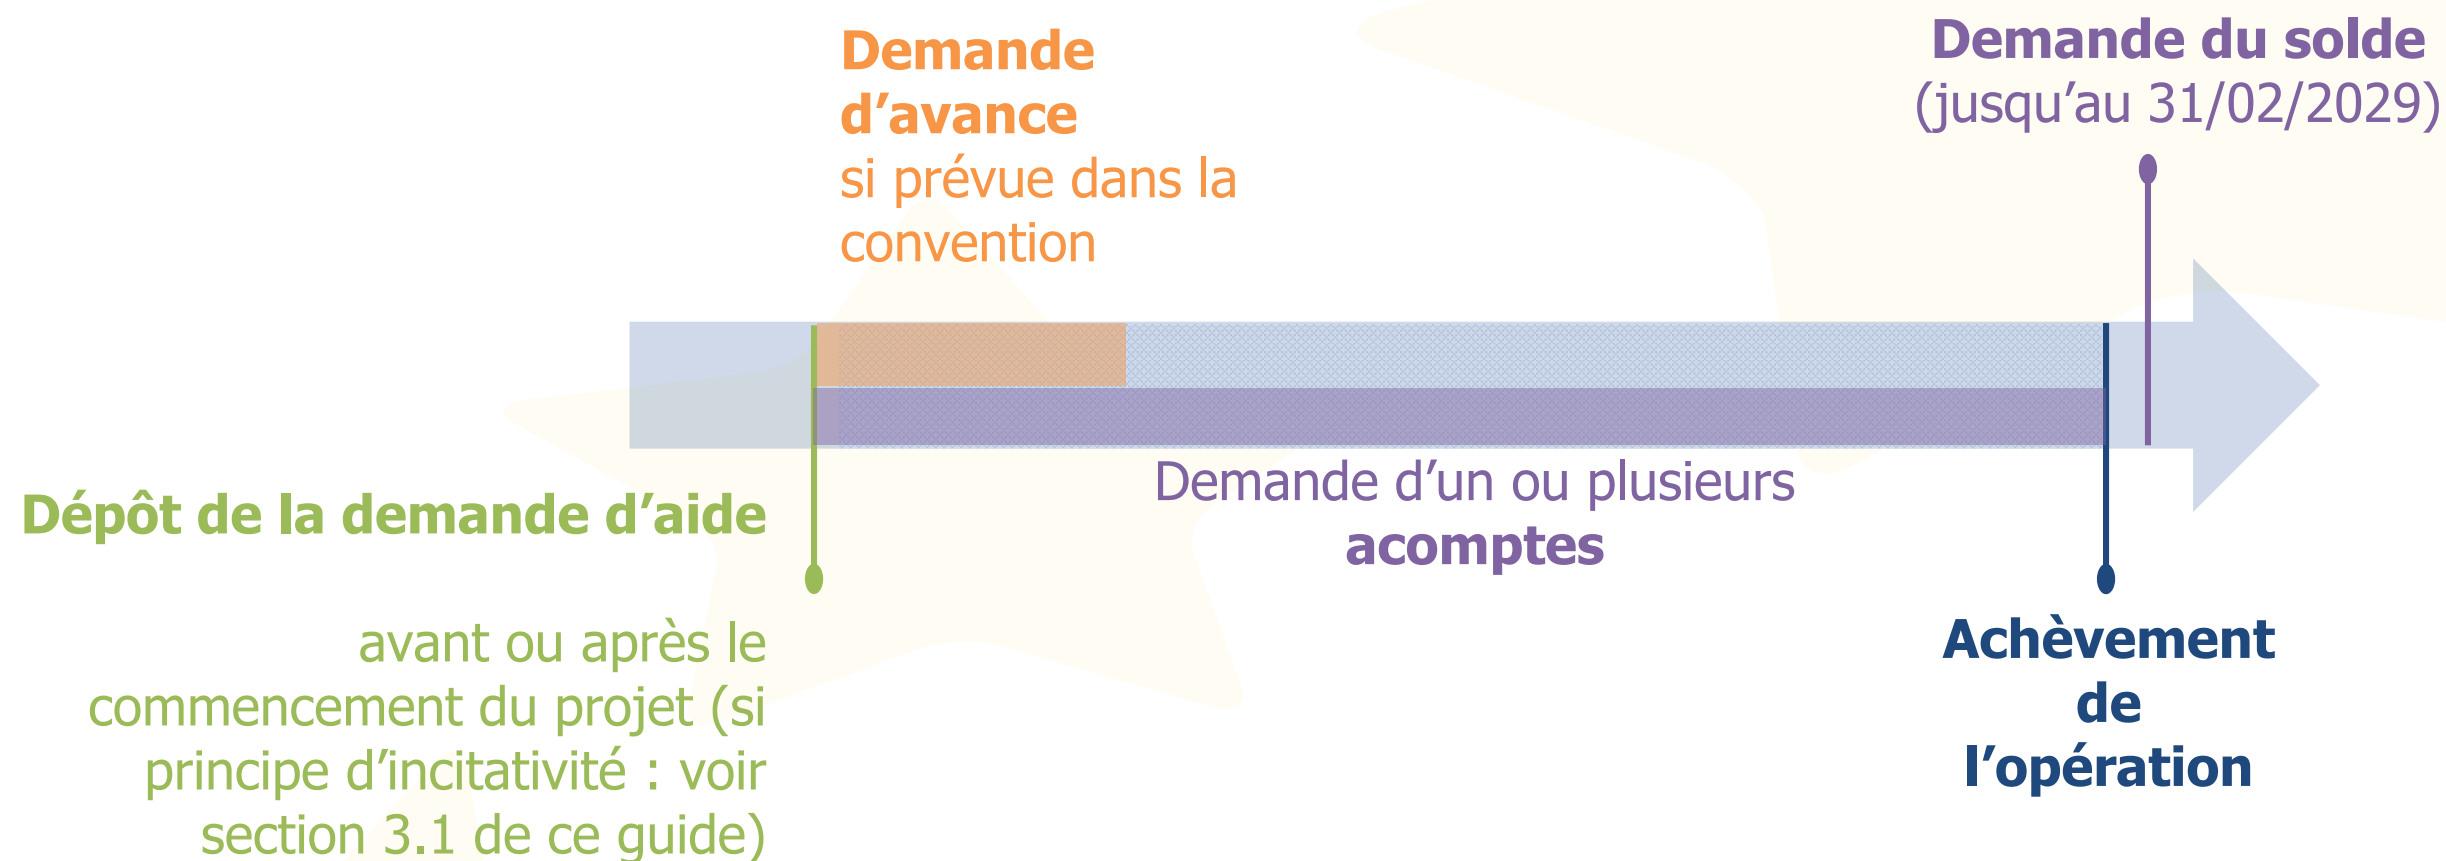 Demande
d’avance
si prévue dans la
convention
Demande du solde
(jusqu’au 31/02/2029)
Dépôt de la demande d’aide
avant ou après le
commencement du projet (si
principe d’incitativité : voir
section 3.1 de ce guide)
Demande d’un ou plusieurs
acomptes
Achèvement
de
l’opération